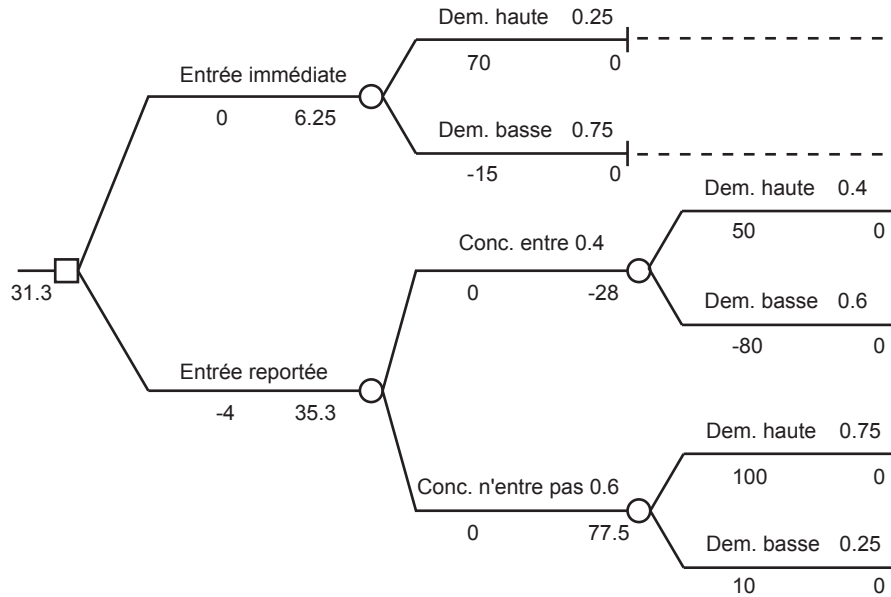 Dem. haute 0.25
70 0
Entrée immédiate
0 6.25
Dem. basse 0.75
-15 0
Dem. haute 0.4
50 0
Conc. entre 0.4
0 -28
31.3
Dem. basse 0.6
-80 0
Entrée reportée
-4 35.3
Dem. haute 0.75
100 0
Conc. n'entre pas 0.6
0 77.5
Dem. basse 0.25
10 0